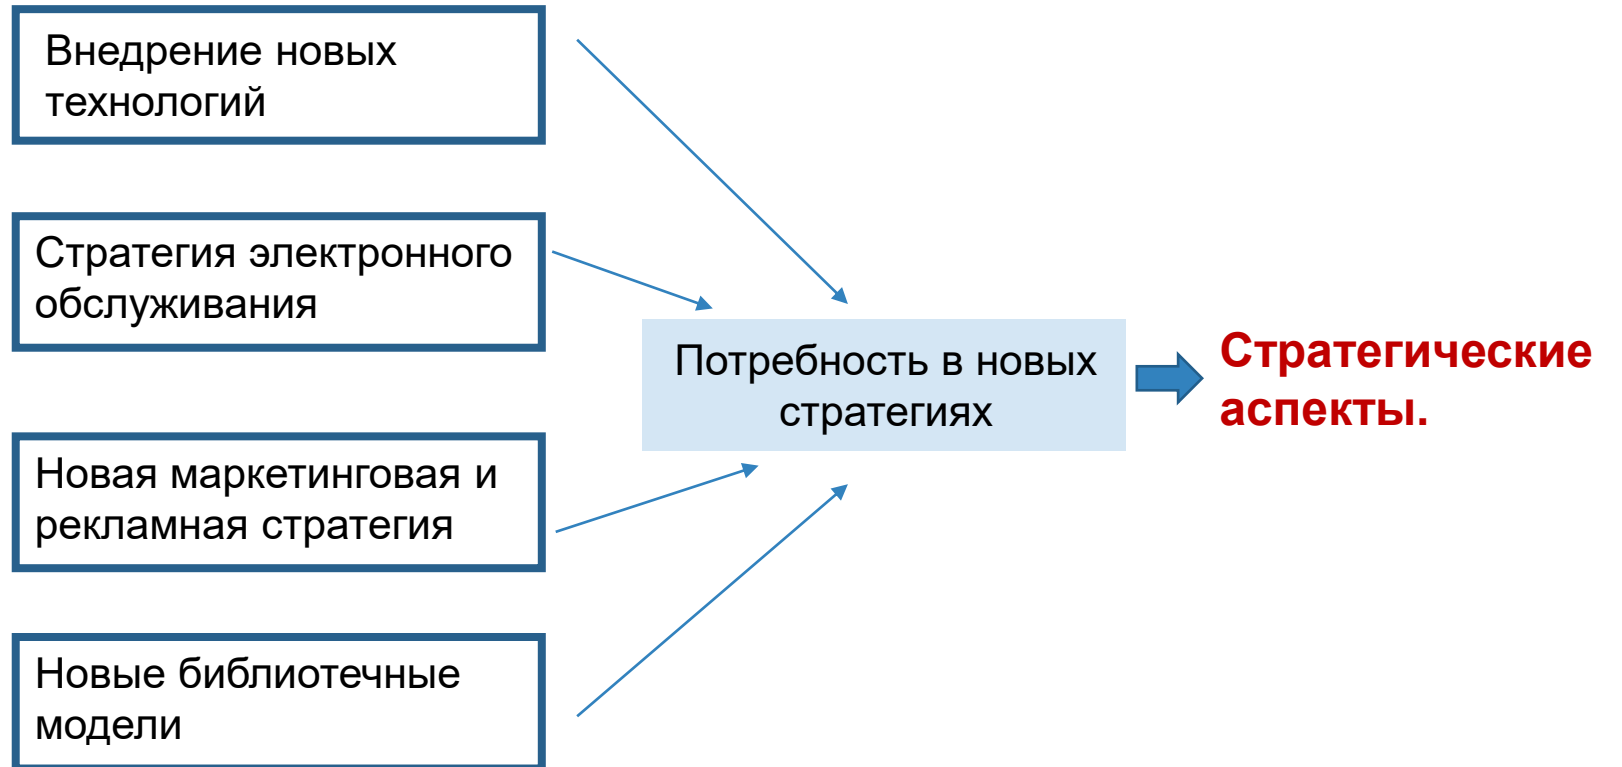 Внедрение новых
технологий
Стратегия электронного
обслуживания
Новая маркетинговая и
рекламная стратегия
Новые библиотечные
модели
Потребность в новых
стратегиях
Стратегические
аспекты.